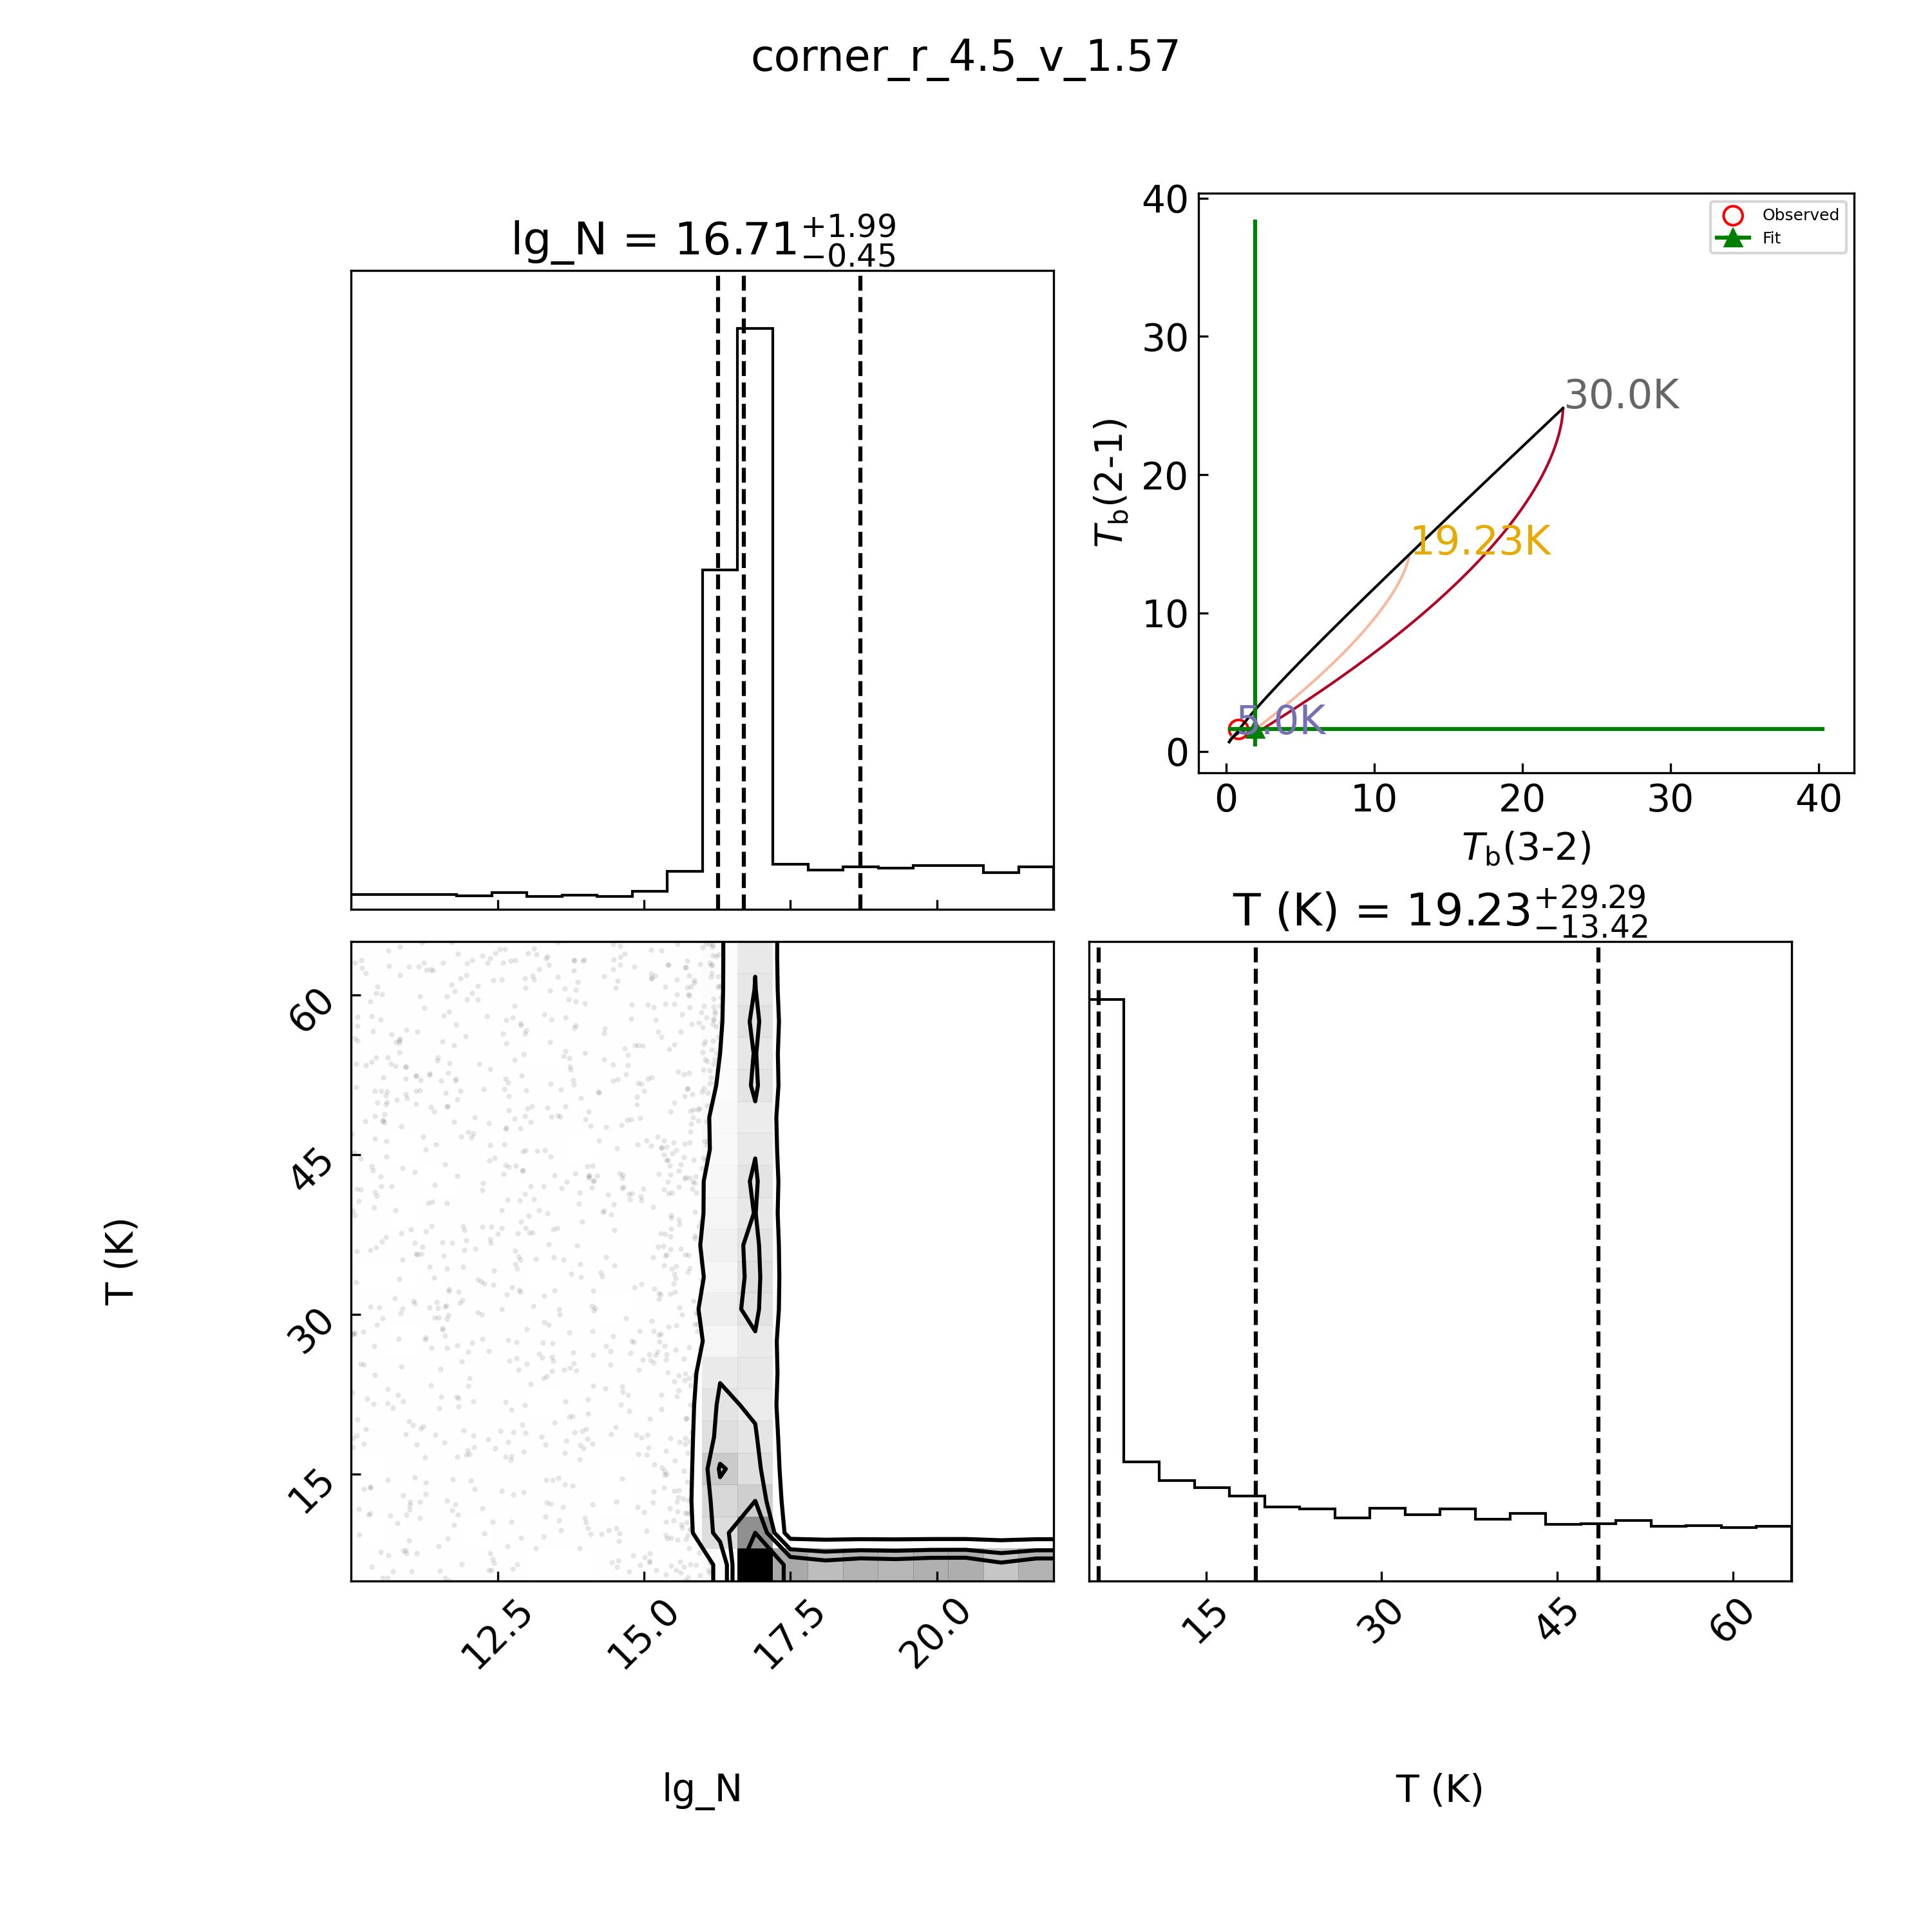 corner_r_4.5_v_1.57
lg_N = 16.71+1.99−0.45
40
30
20
10
0
Tb(2-1)
Observed
Fit
30.0K
19.23K
5.0K
0 10 20 30 40
Tb(3-2)
T (K) = 19.23+29.29−13.42
60
45
30
15
T (K)
12.5 15.0 17.5 20.0
lg_N
15 30 45 60
T (K)